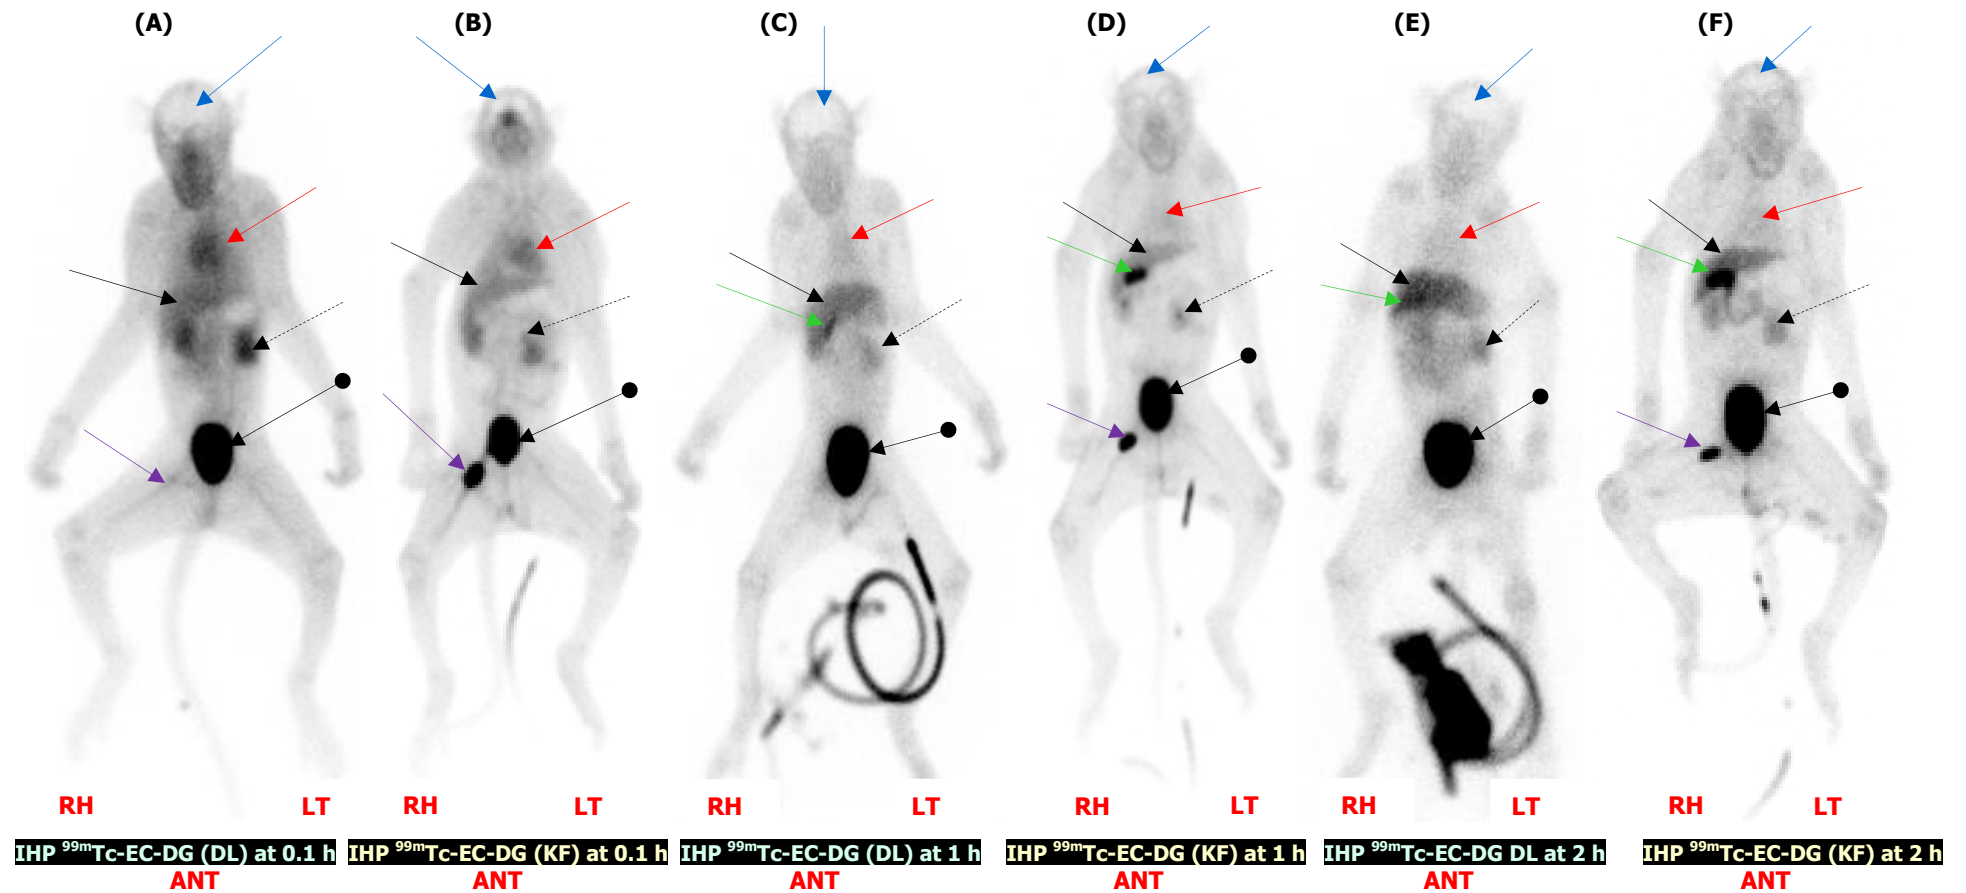 (A) (B) (C) (D) (E) (F)
RH LT RH LT RH LT RH LT RH LT RH LT
IHP ⁹⁹ᵐTc-EC-DG (DL) at 0.1 h
IHP ⁹⁹ᵐTc-EC-DG (KF) at 0.1 h
IHP ⁹⁹ᵐTc-EC-DG (DL) at 1 h
IHP ⁹⁹ᵐTc-EC-DG (KF) at 1 h
IHP ⁹⁹ᵐTc-EC-DG DL at 2 h
IHP ⁹⁹ᵐTc-EC-DG (KF) at 2 h
ANT ANT ANT ANT ANT ANT